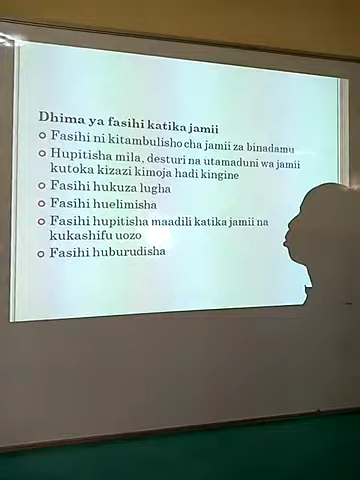 Dhima ya fasihi katika jamii
Fasihi ni kitambulisho cha jamii za binadamu
Hupitisha mila, desturi na utamaduni wa jamii
kutoka kizazi kimoja hadi kingine
Fasihi hukuza lugha
Fasihi huelimisha
Fasihi hupitisha maadili katika jamii na
kukashifu uozo
Fasihi huburudisha